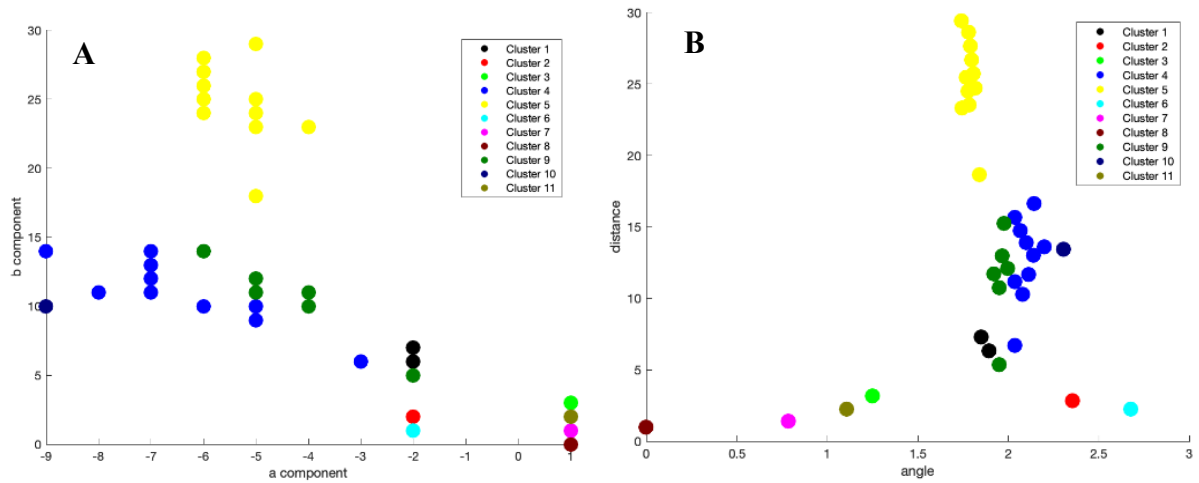 A
30
25
20
15
10
5
0
b component
-9
-8
-7
-6
-5
-4
-3
-2
-1
0
1
a component
Cluster 1
Cluster 2
Cluster 3
Cluster 4
Cluster 5
Cluster 6
Cluster 7
Cluster 8
Cluster 9
Cluster 10
Cluster 11
B
30
25
20
15
10
5
0
distance
0
0.5
1
1.5
2
2.5
3
angle
Cluster 1
Cluster 2
Cluster 3
Cluster 4
Cluster 5
Cluster 6
Cluster 7
Cluster 8
Cluster 9
Cluster 10
Cluster 11